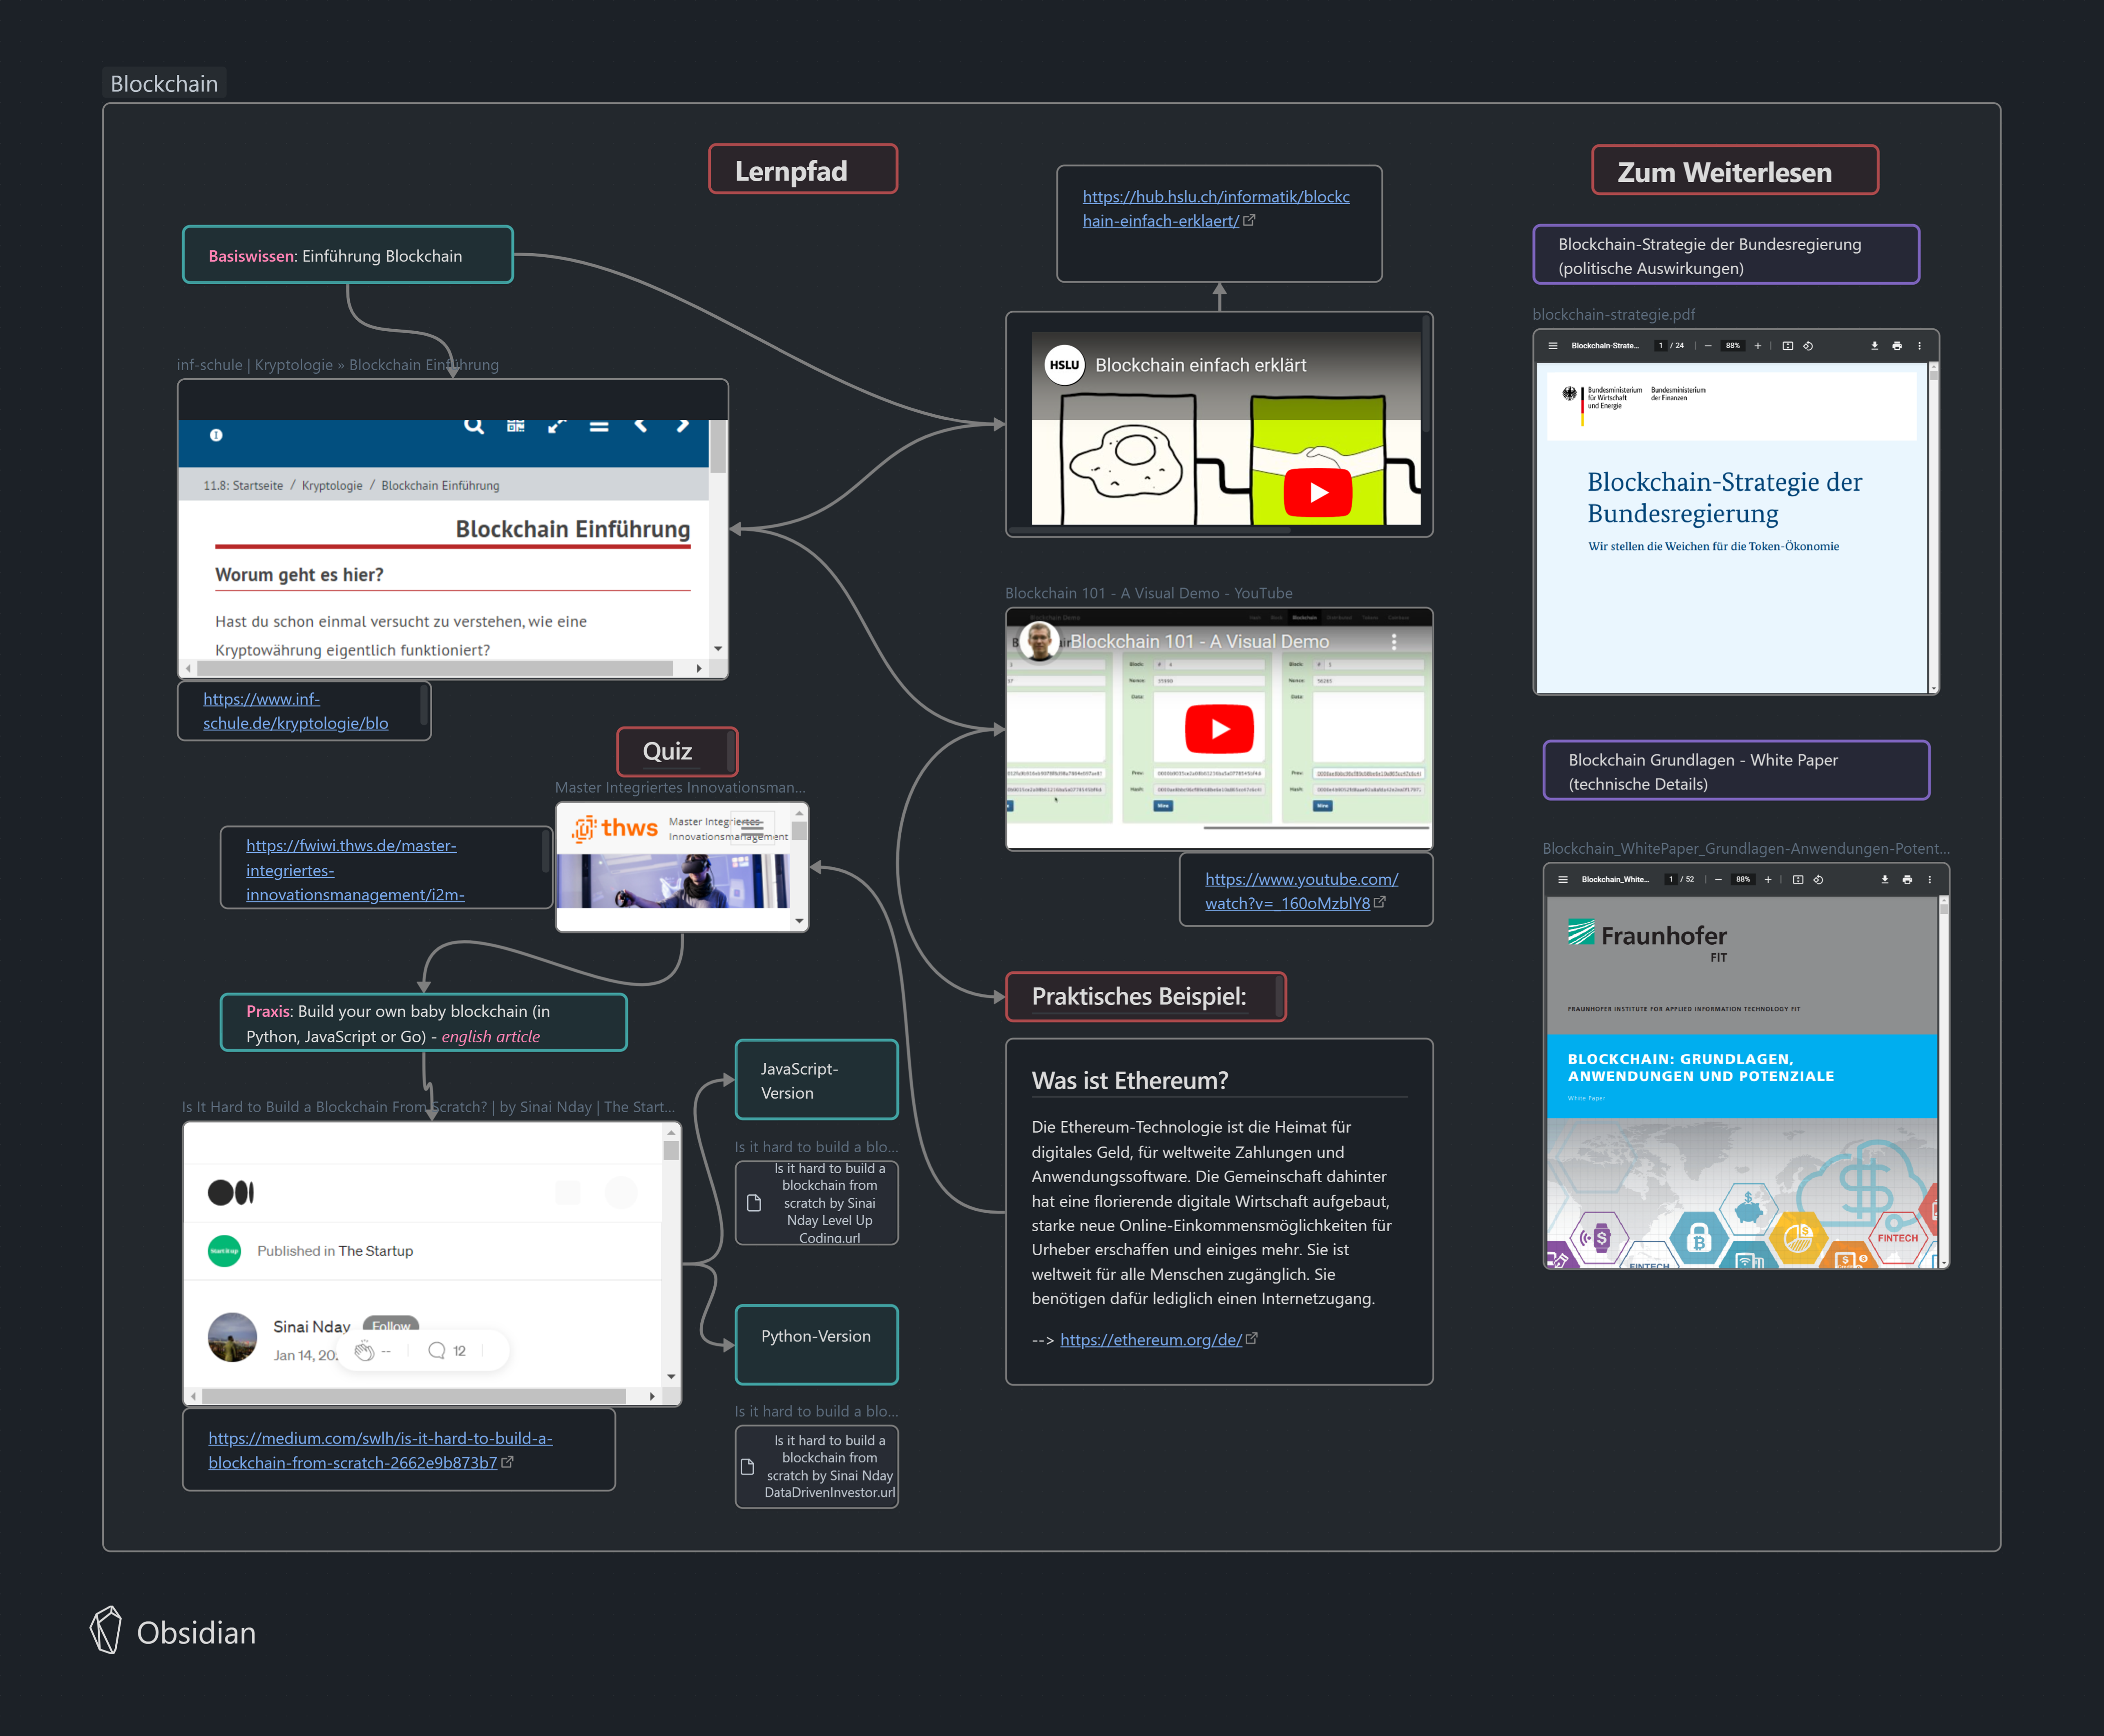 Blockchain
Lernpfad
Zum Weiterlesen
https://hub.hslu.ch/informatik/blockc
hain-einfach-erklaert/
Basiswissen: Einführung Blockchain
Blockchain-Strategie der Bundesregierung
(politische Auswirkungen)
inf-schule | Kryptologie » Blockchain Einführung
11.8: Startseite / Kryptologie / Blockchain Einführung
Blockchain Einführung
Worum geht es hier?
Hast du schon einmal versucht zu verstehen, wie eine
Kryptowährung eigentlich funktioniert?
https://www.inf-
schule.de/kryptologie/blo
HSLU Blockchain einfach erklärt
blockchain-strategie.pdf
Blockchain-Strate... 1 / 24 88%
Bundesministerium
für Wirtschaft
und Energie
Bundesministerium
der Finanzen
Blockchain-Strategie der
Bundesregierung
Wir stellen die Weichen für die Token-Ökonomie
Blockchain 101 - A Visual Demo - YouTube
Blockchain 101 - A Visual Demo
https://www.youtube.com/
watch?v=_160oMzblY8
Quiz
Master Integriertes Innovationsman...
thws
Master Integriertes
Innovationsmanagement
https://fwiwi.thws.de/master-
integriertes-
innovationsmanagement/i2m-
Blockchain Grundlagen - White Paper
(technische Details)
Blockchain_WhitePaper_Grundlagen-Anwendungen-Potent...
Blockchain_White... 1 / 52 88%
Fraunhofer
FIT
FRAUNHOFER INSTITUTE FOR APPLIED INFORMATION TECHNOLOGY FIT
BLOCKCHAIN: GRUNDLAGEN,
ANWENDUNGEN UND POTENZIALE
White Paper
FINTECH
FINTECH
Praxis: Build your own baby blockchain (in
Python, JavaScript or Go) - english article
Praktisches Beispiel:
Was ist Ethereum?
Die Ethereum-Technologie ist die Heimat für
digitales Geld, für weltweite Zahlungen und
Anwendungssoftware. Die Gemeinschaft dahinter
hat eine florierende digitale Wirtschaft aufgebaut,
starke neue Online-Einkommensmöglichkeiten für
Urheber erschaffen und einiges mehr. Sie ist
weltweit für alle Menschen zugänglich. Sie
benötigen dafür lediglich einen Internetzugang.
--> https://ethereum.org/de/
Is It Hard to Build a Blockchain From Scratch? | by Sinai Nday | The Start...
Published in The Startup
Sinai Nday Follow
Jan 14, 20
-- 12
https://medium.com/swlh/is-it-hard-to-build-a-
blockchain-from-scratch-2662e9b873b7
JavaScript-
Version
Is it hard to build a blo...
Is it hard to build a
blockchain from
scratch by Sinai
Nday Level Up
Coding.url
Python-Version
Is it hard to build a blo...
Is it hard to build a
blockchain from
scratch by Sinai Nday
DataDrivenInvestor.url
Obsidian